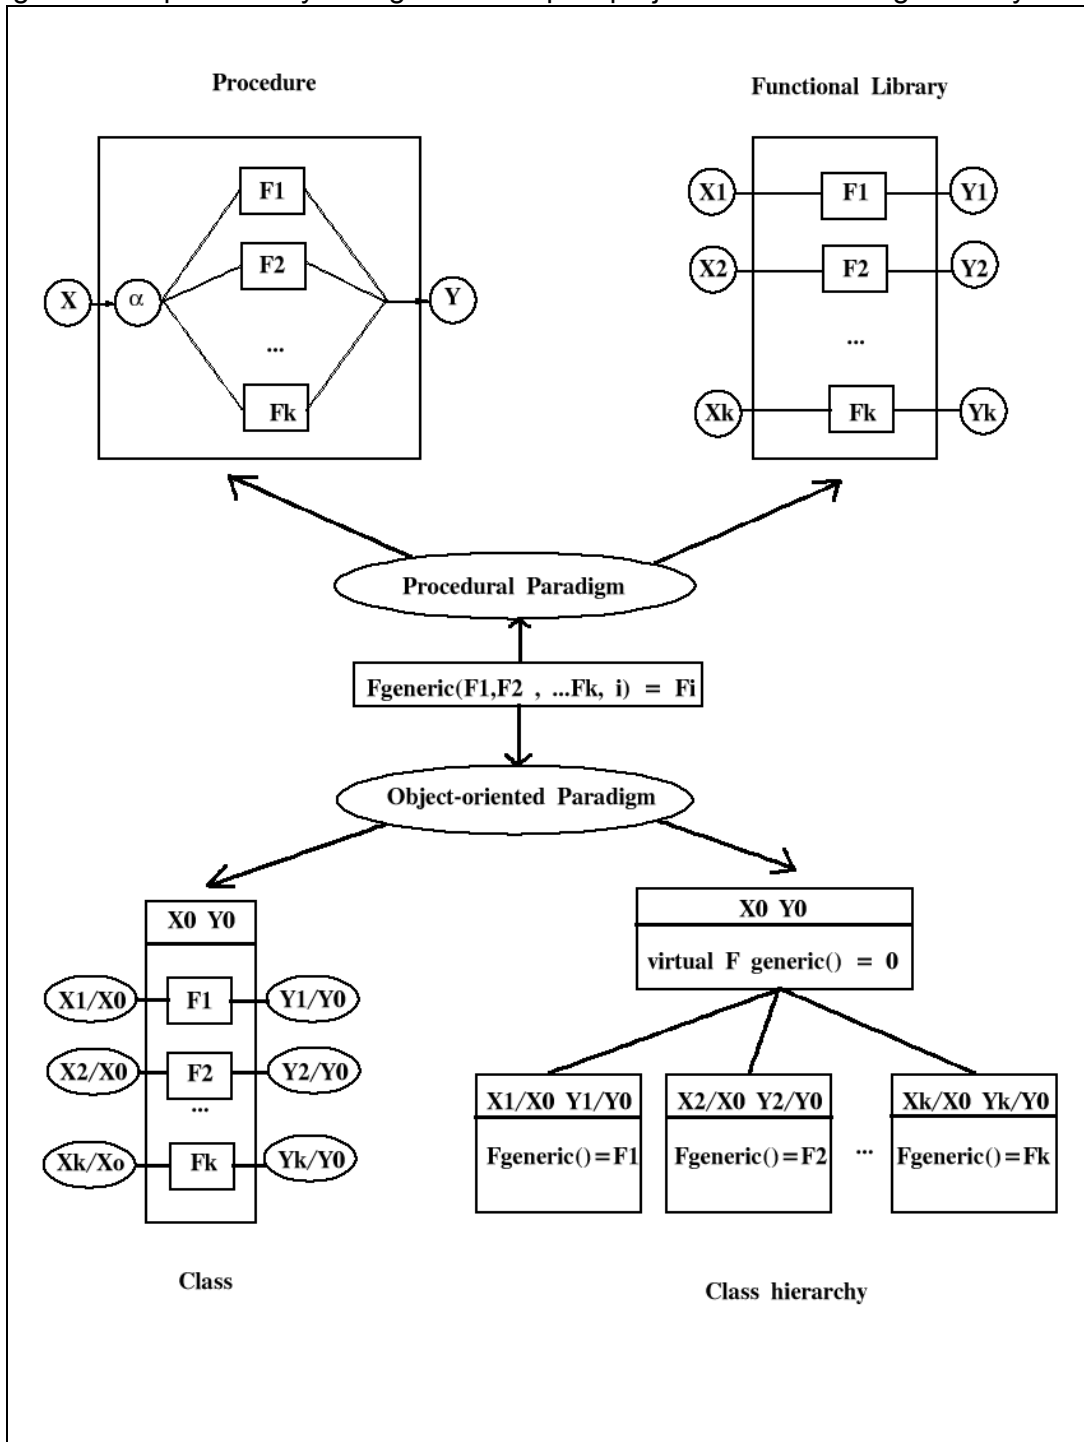 Procedure
Functional Library
F1
F2
X
α
Y
...
Fk
X1
F1
Y1
X2
F2
Y2
...
Xk
Fk
Yk
Procedural Paradigm
Fgeneric(F1,F2 , ...Fk, i) = Fi
Object-oriented Paradigm
X0 Y0
X1/X0
F1
Y1/Y0
X2/X0
F2
Y2/Y0
...
Xk/Xo
Fk
Yk/Y0
Class
X0 Y0
virtual F generic() = 0
X1/X0 Y1/Y0
Fgeneric()=F1
X2/X0 Y2/Y0
Fgeneric()=F2
...
Xk/X0 Yk/Y0
Fgeneric()=Fk
Class hierarchy